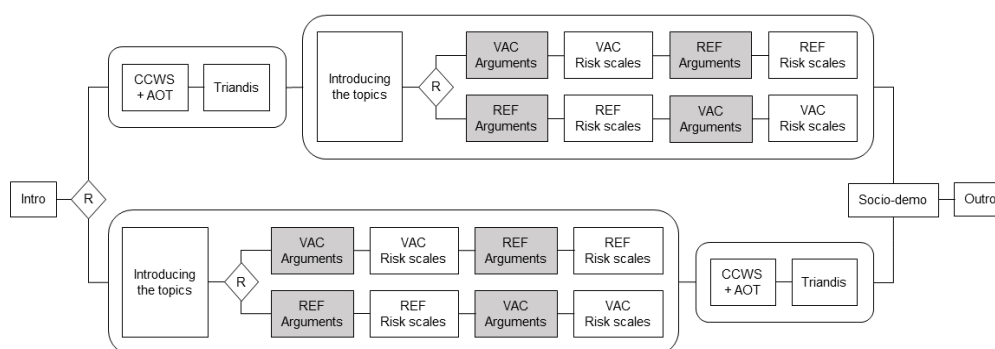 Intro
R
CCWS
+ AOT
Triandis
Introducing
the topics
R
VAC
Arguments
VAC
Risk scales
REF
Arguments
REF
Risk scales
REF
Arguments
REF
Risk scales
VAC
Arguments
VAC
Risk scales
Introducing
the topics
R
VAC
Arguments
VAC
Risk scales
REF
Arguments
REF
Risk scales
REF
Arguments
REF
Risk scales
VAC
Arguments
VAC
Risk scales
CCWS
+ AOT
Triandis
Socio-demo
Outro